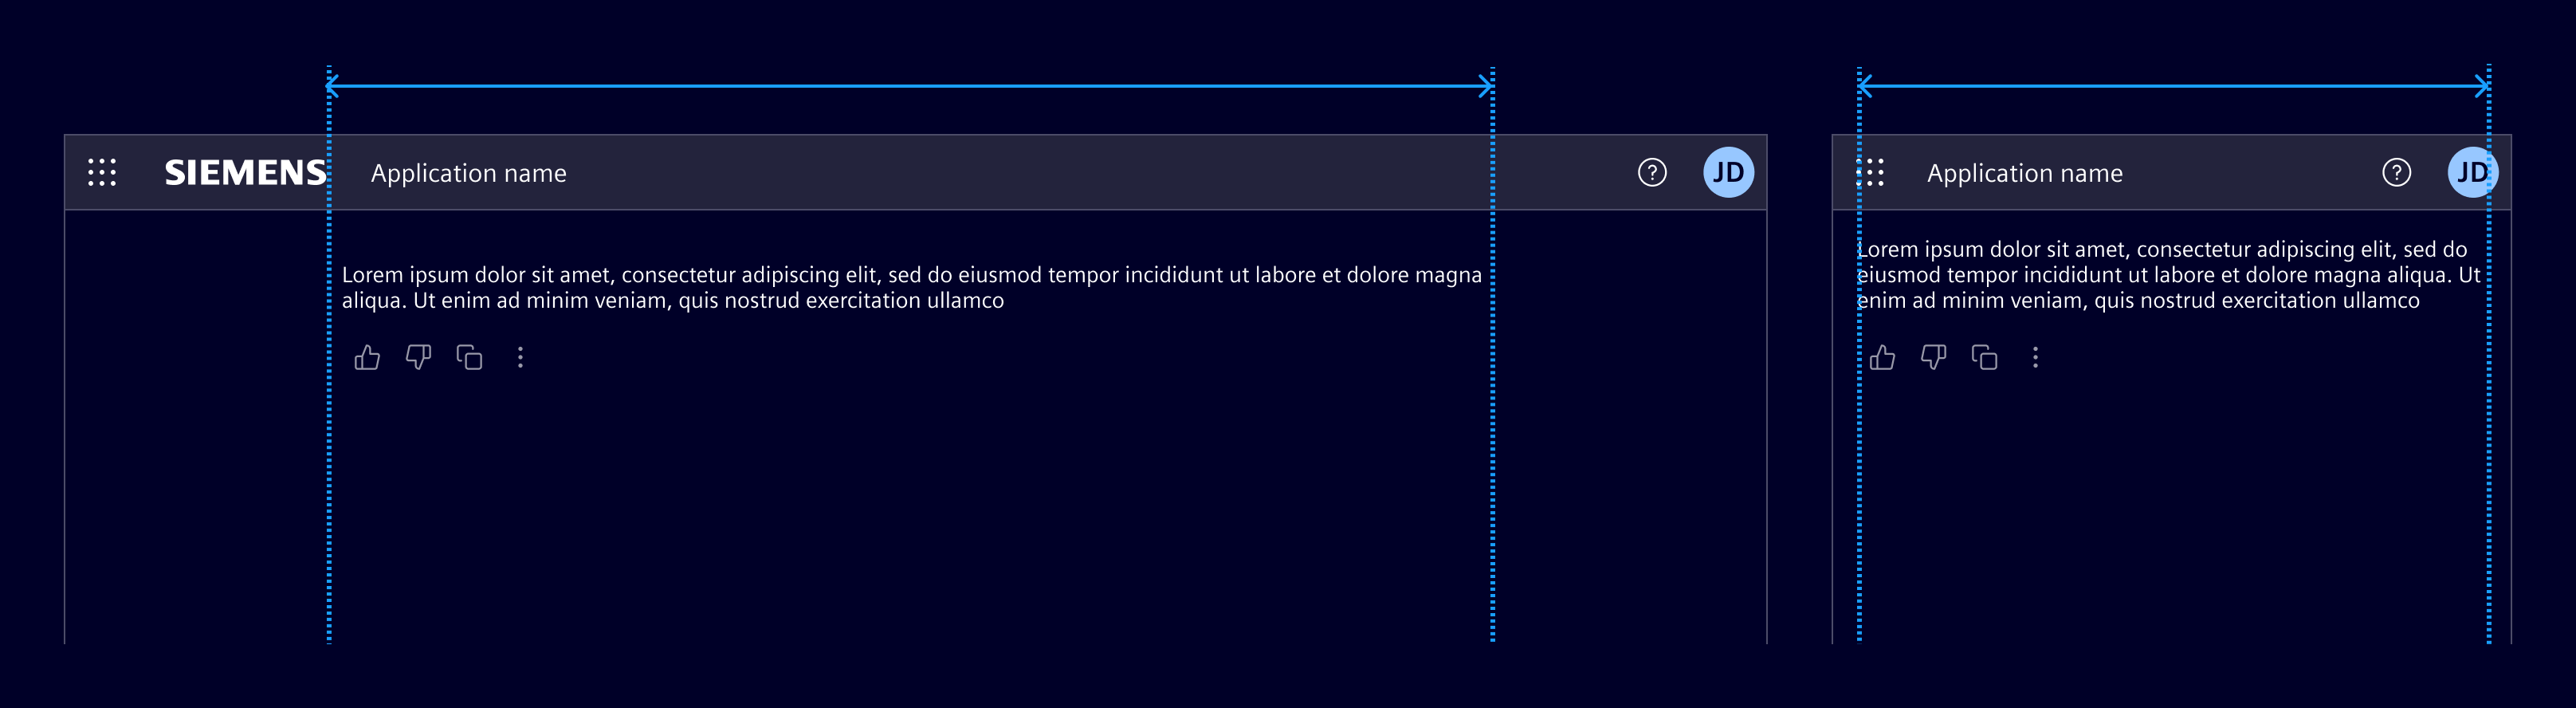 SIEMENS Application name JD
Lorem ipsum dolor sit amet, consectetur adipiscing elit, sed do eiusmod tempor incididunt ut labore et dolore magna
aliqua. Ut enim ad minim veniam, quis nostrud exercitation ullamco
Application name JD
Lorem ipsum dolor sit amet, consectetur adipiscing elit, sed do
eiusmod tempor incididunt ut labore et dolore magna aliqua. Ut
enim ad minim veniam, quis nostrud exercitation ullamco